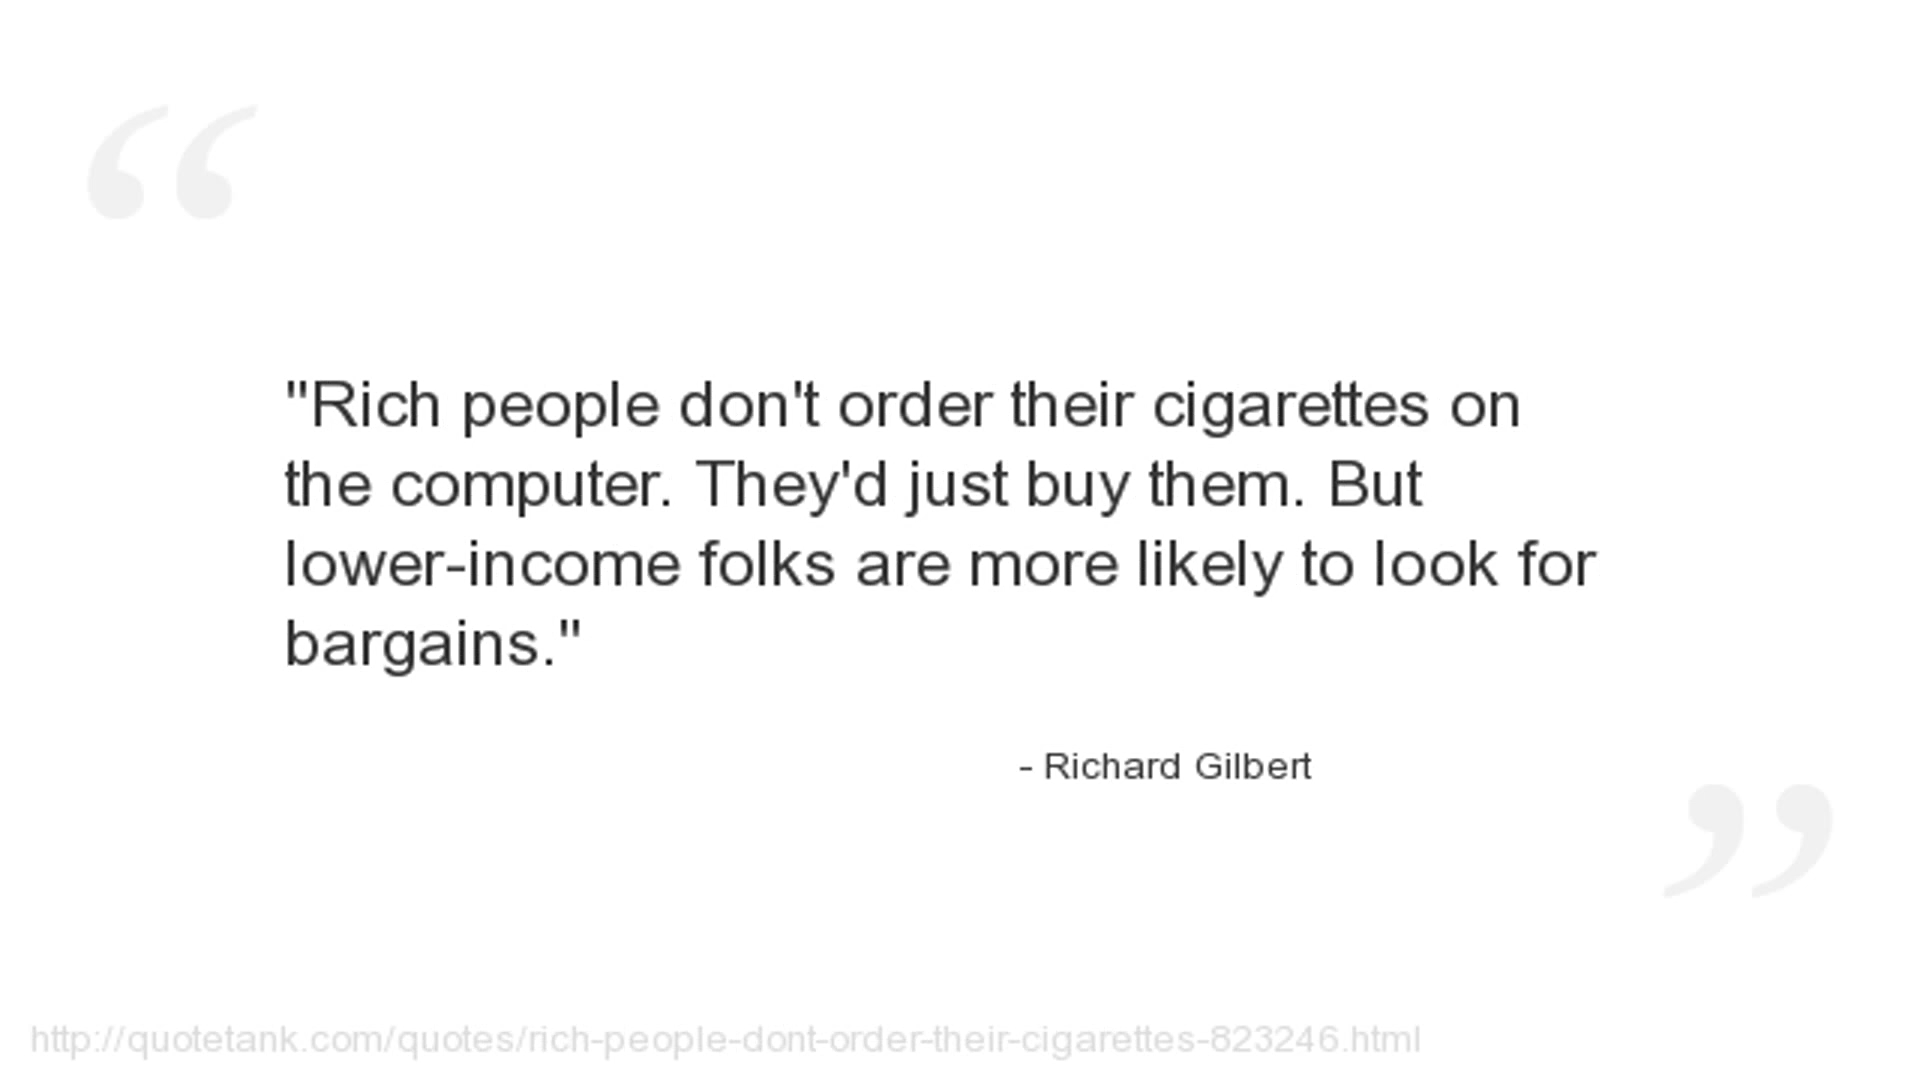 "Rich people don't order their cigarettes on
the computer. They'd just buy them. But
lower-income folks are more likely to look for
bargains."
- Richard Gilbert
http://quotetank.com/quotes/rich-people-dont-order-their-cigarettes-823246.html